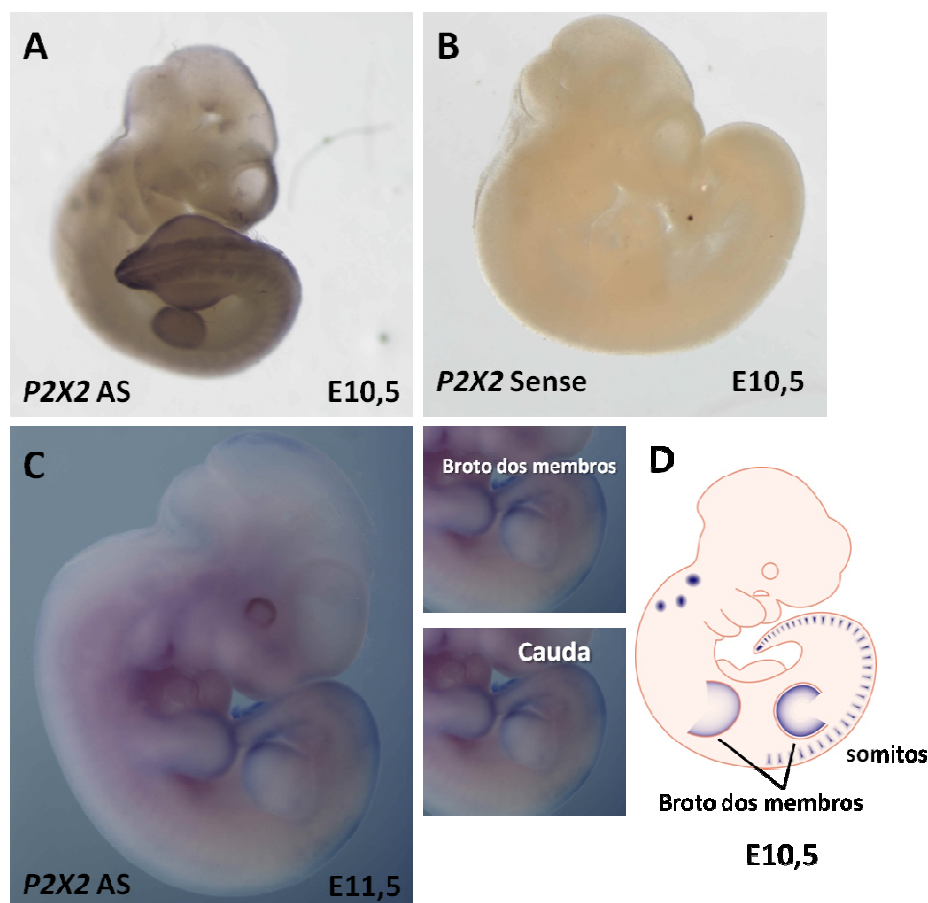 A
P2X2 AS E10,5
B
P2X2 Sense E10,5
C
P2X2 AS E11,5
Broto dos membros
Cauda
D
somitos
Broto dos membros
E10,5